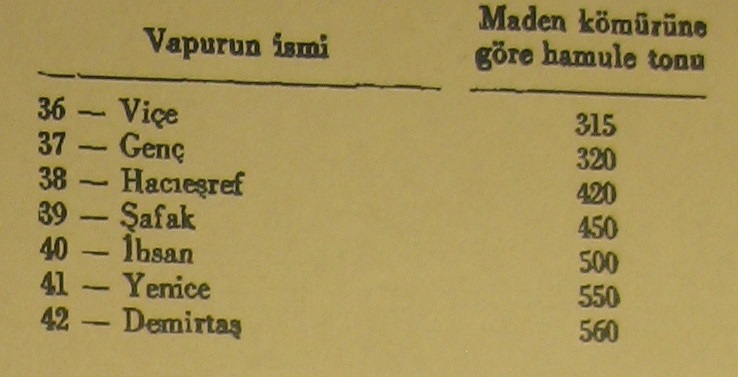 Vapurun ismi
Maden kömürüne
göre hamule tonu
36 — Viçe 315
37 — Genç 320
38 — Hacıeşref 420
39 — Şafak 450
40 — İhsan 500
41 — Yenice 550
42 — Demirtaş 560